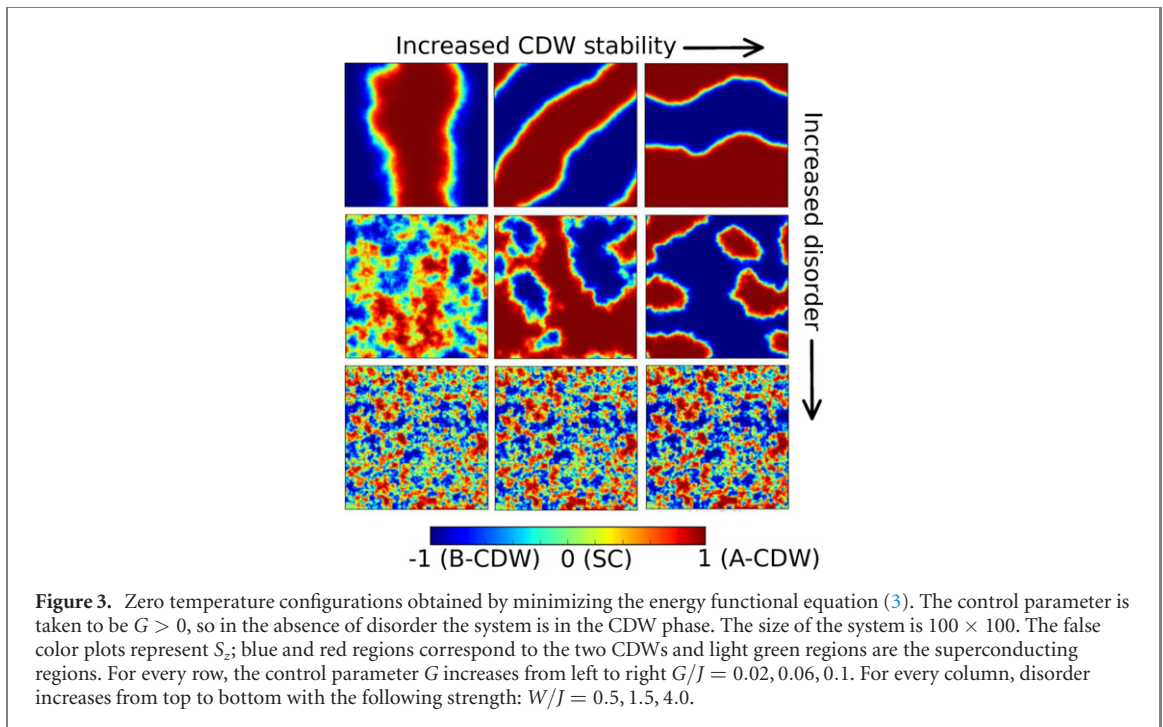 Increased CDW stability
Increased disorder
-1 (B-CDW) 0 (SC) 1 (A-CDW)
Figure 3. Zero temperature configurations obtained by minimizing the energy functional equation (3). The control parameter is
taken to be G > 0, so in the absence of disorder the system is in the CDW phase. The size of the system is 100 × 100. The false
color plots represent S_z; blue and red regions correspond to the two CDWs and light green regions are the superconducting
regions. For every row, the control parameter G increases from left to right G/J = 0.02, 0.06, 0.1. For every column, disorder
increases from top to bottom with the following strength: W/J = 0.5, 1.5, 4.0.